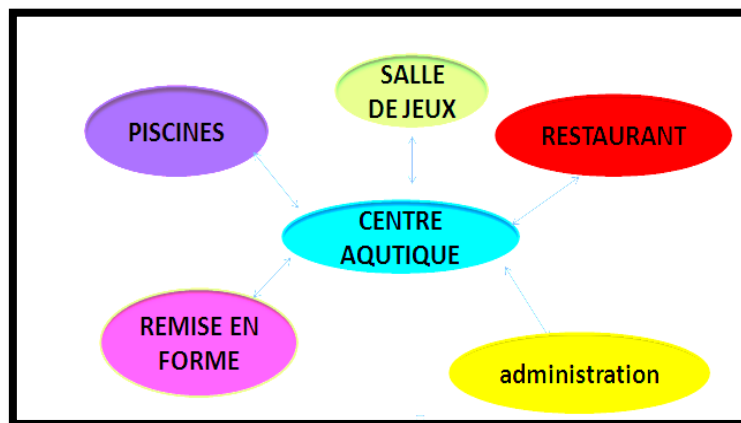 SALLE
DE JEUX
PISCINES
RESTAURANT
CENTRE
AQUTIQUE
REMISE EN
FORME
administration